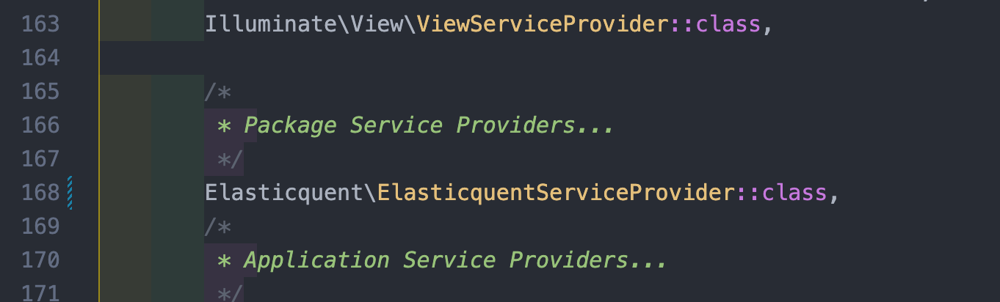 163 Illuminate\View\ViewServiceProvider::class,
164
165 /*
166 * Package Service Providers...
167 */
168 Elasticquent\ElasticquentServiceProvider::class,
169 /*
170 * Application Service Providers...
171 */